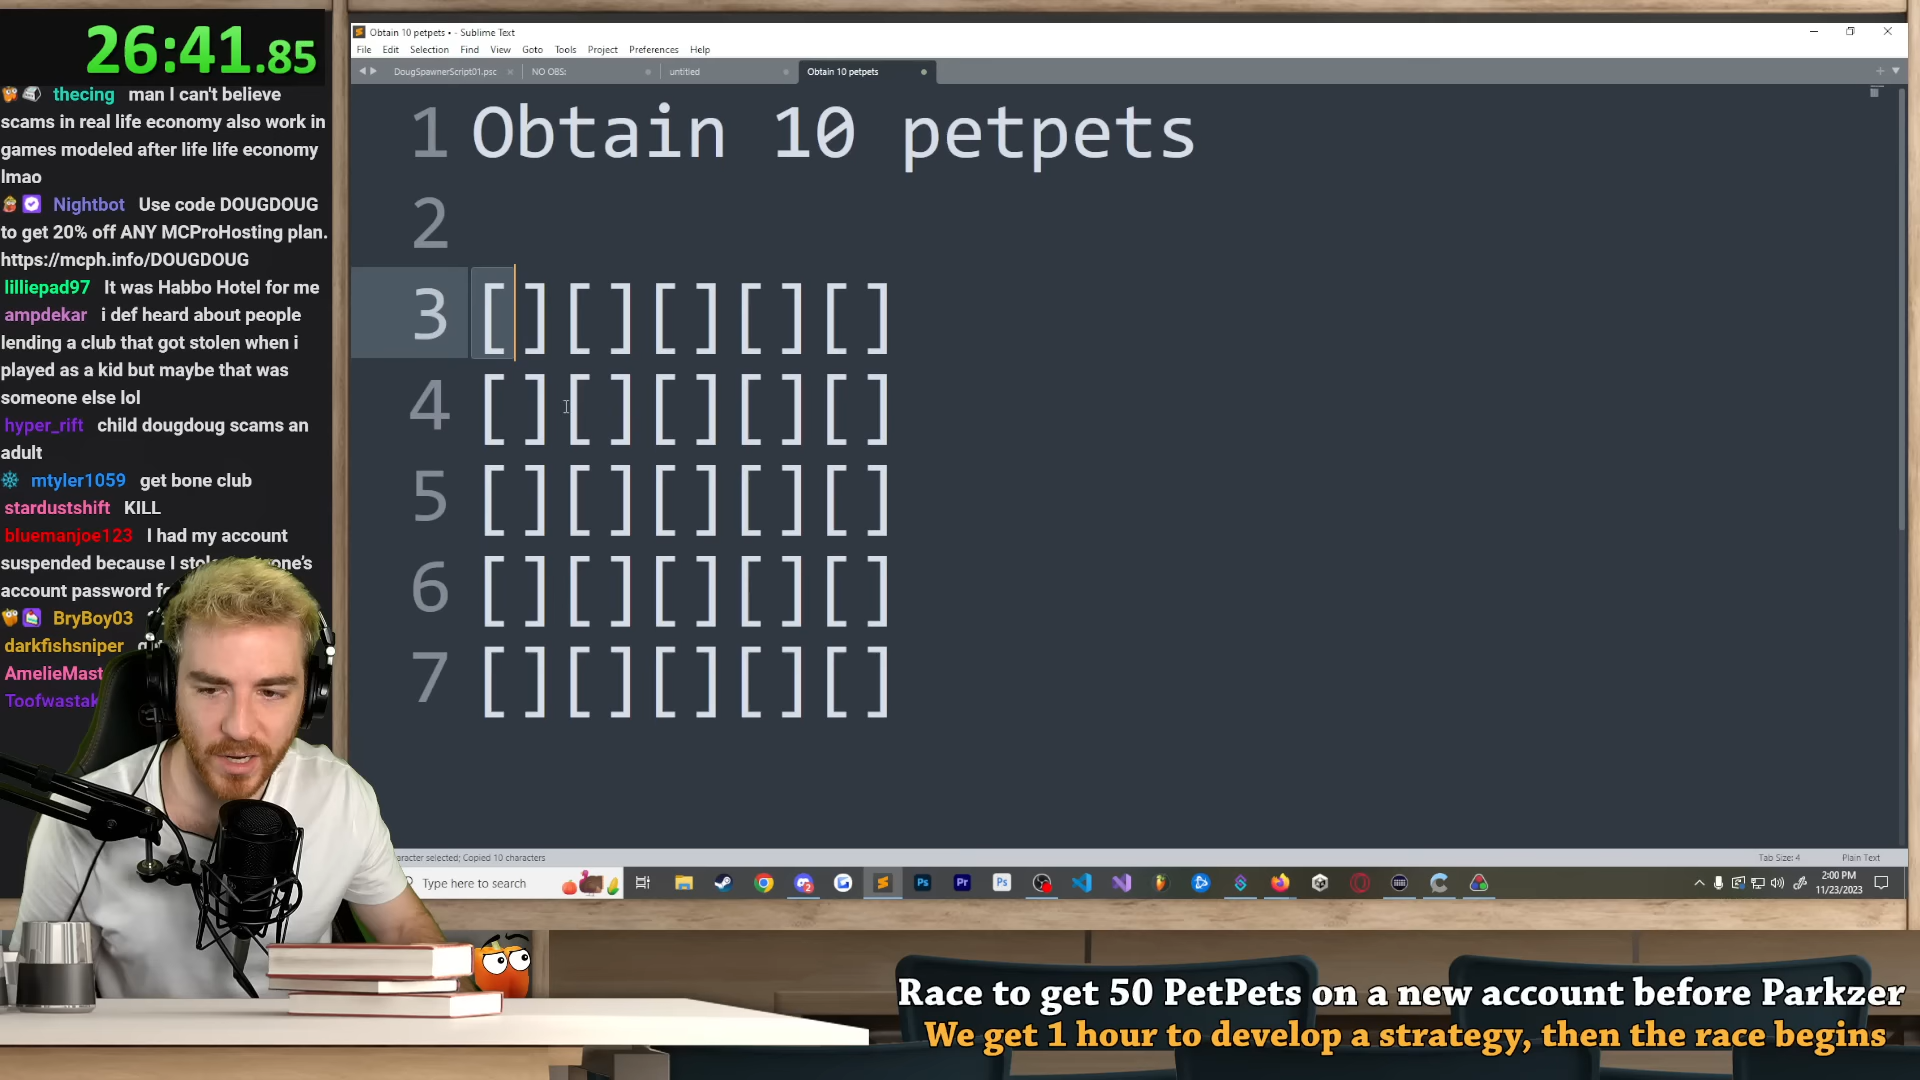 26:41.85
thecing man I can't believe
scams in real life economy also work in
games modeled after life life economy
lmao
Nightbot Use code DOUGDOUG
to get 20% off ANY MCProHosting plan.
https://mcph.info/DOUGDOUG
lilliepad97 It was Habbo Hotel for me
ampdekar i def heard about people
lending a club that got stolen when i
played as a kid but maybe that was
someone else lol
hyper_rift child dougdoug scams an
adult
mtyler1059 get bone club
stardustshift KILL
bluemanjoe123 I had my account
suspended because I
account password
BryBoy03
darkfishsniper
AmelieMast
Toofwastak
Obtain 10 petpets • - Sublime Text
File Edit Selection Find View Goto Tools Project Preferences Help
DougSpawnerScript01.psc NO OBS: untitled Obtain 10 petpets
1 Obtain 10 petpets
2
3 [ ] [ ] [ ] [ ] [ ]
4 [ ] [ ] [ ] [ ] [ ]
5 [ ] [ ] [ ] [ ] [ ]
6 [ ] [ ] [ ] [ ] [ ]
7 [ ] [ ] [ ] [ ] [ ]
selected; Copied 10 characters
Tab Size: 4 Plain Text
Type here to search
Ps Pr Ps
2:00 PM
11/23/2023
Race to get 50 PetPets on a new account before Parkzer
We get 1 hour to develop a strategy, then the race begins